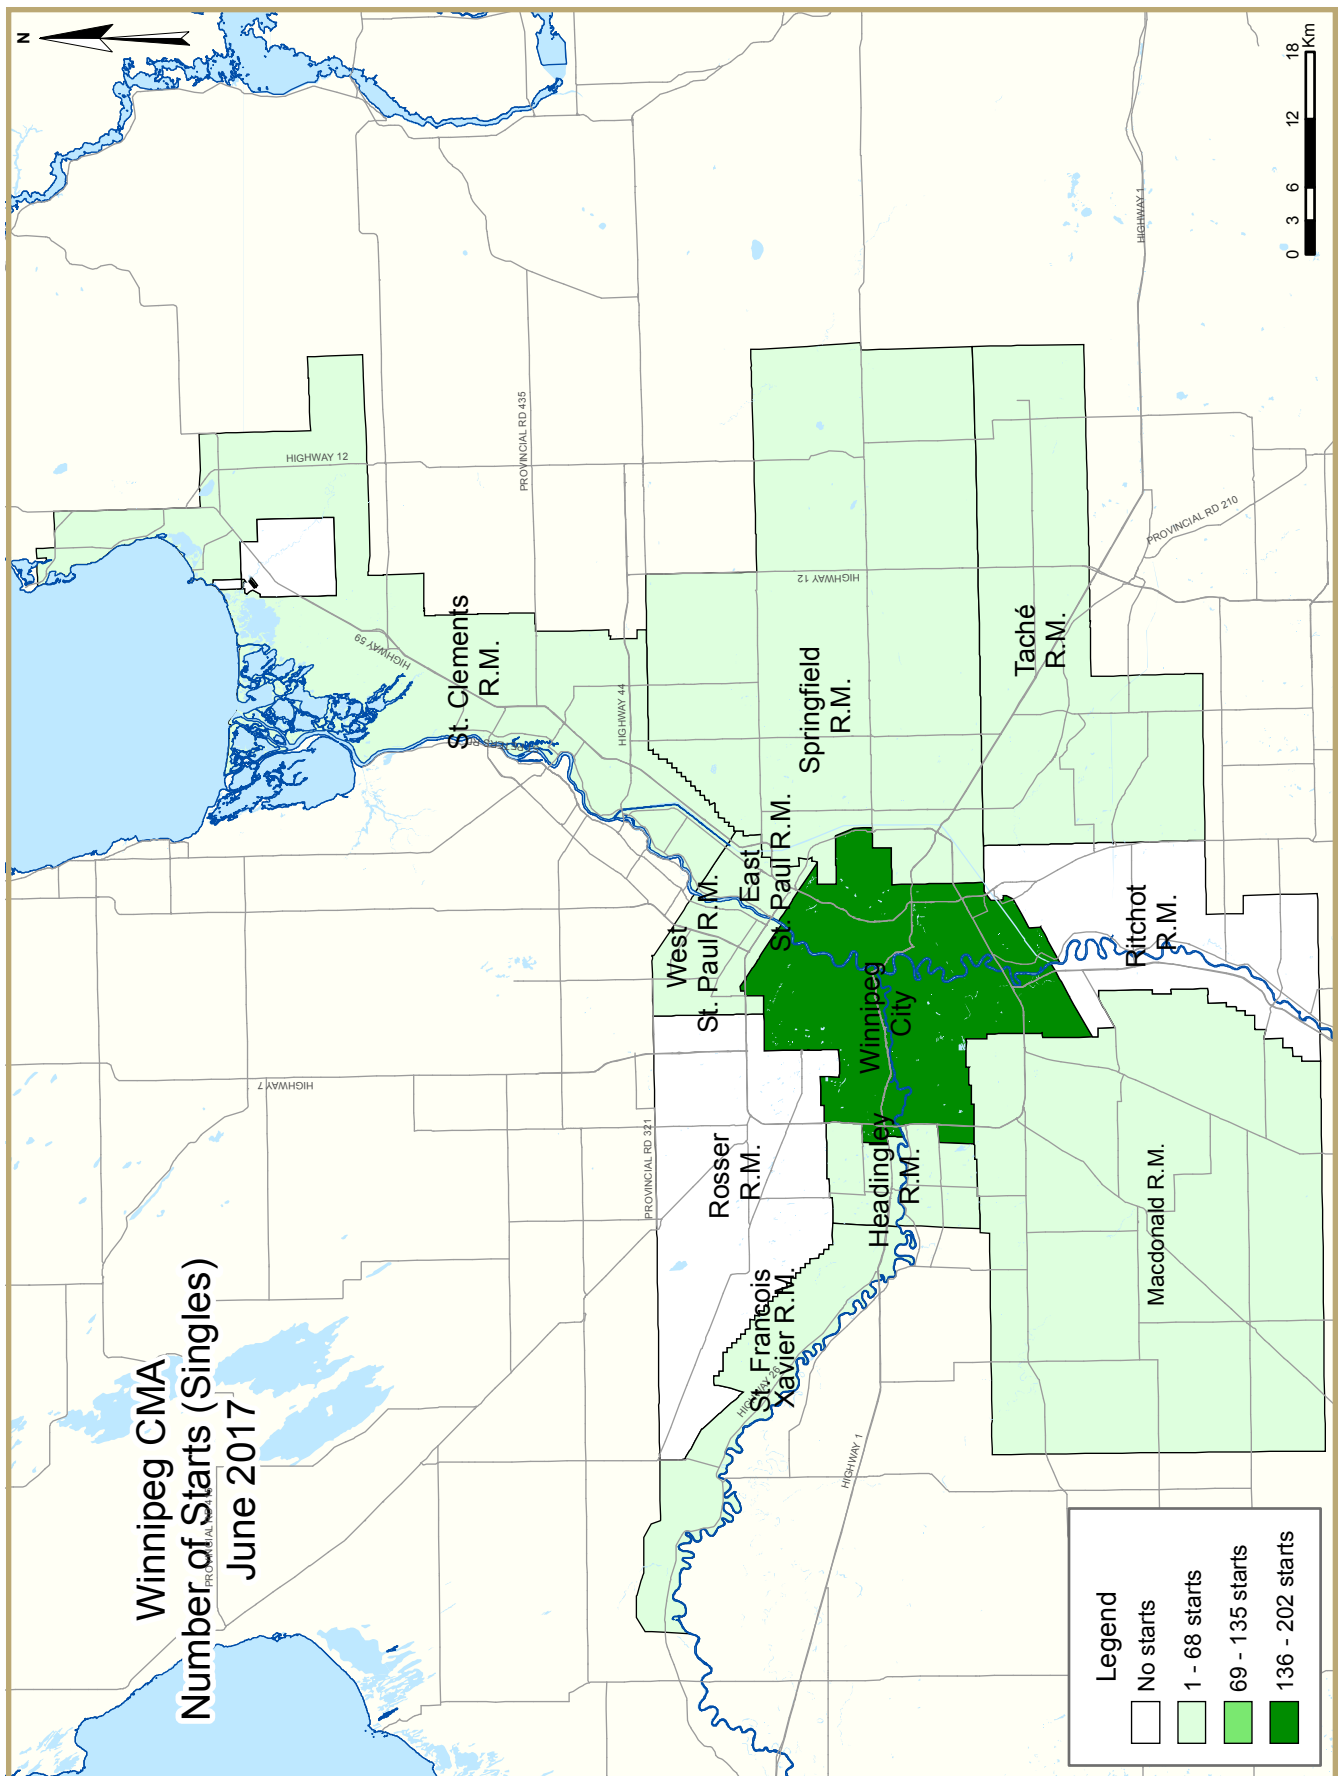 Winnipeg CMA
Number of Starts (Singles)
June 2017
N
HIGHWAY 12
PROVINCIAL RD 435
HIGHWAY 59
St. Clements
R.M.
HIGHWAY 44
HIGHWAY 7
PROVINCIAL RD 321
West
St. Paul R.M.
East
St. Paul R.M.
Springfield
R.M.
HIGHWAY 12
Rosser
R.M.
St. Francois
Xavier R.M.
HIGHWAY 26
Headingley
R.M.
Winnipeg
City
HIGHWAY 1
Taché
R.M.
HIGHWAY 1
PROVINCIAL RD 210
Macdonald R.M.
Ritchot
R.M.
Legend
No starts
1 - 68 starts
69 - 135 starts
136 - 202 starts
0 3 6 12 18
Km